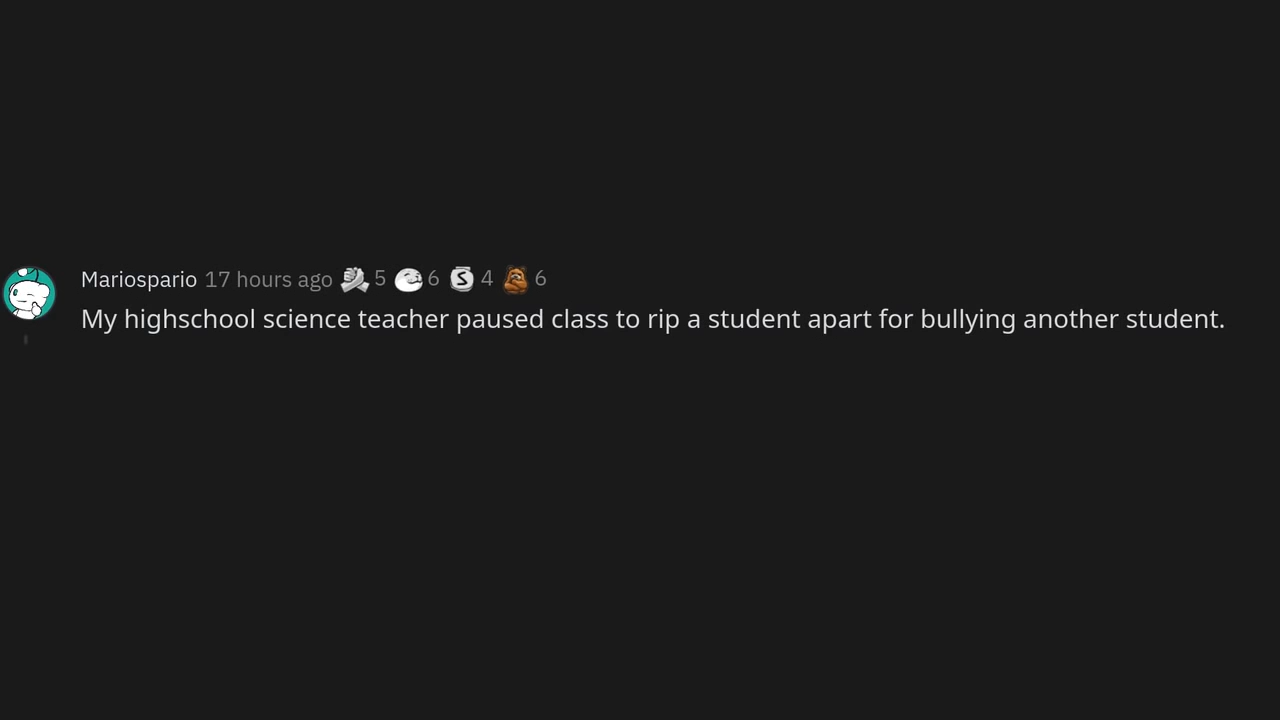 Mariospario 17 hours ago 5 6 S 4 6
My highschool science teacher paused class to rip a student apart for bullying another student.